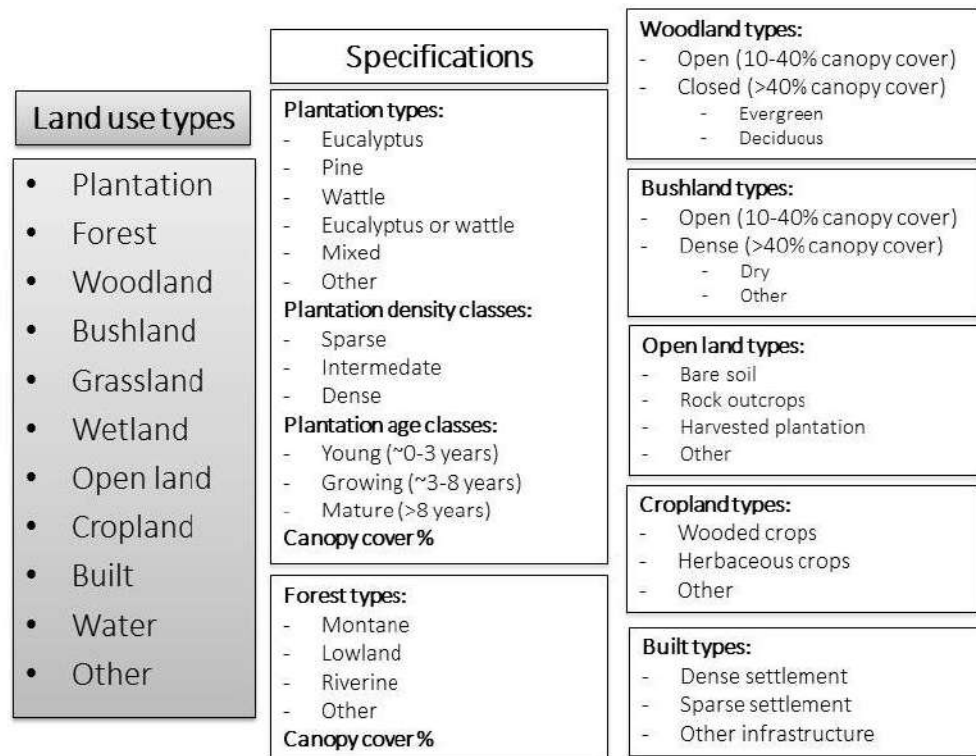 Land use types
• Plantation
• Forest
• Woodland
• Bushland
• Grassland
• Wetland
• Open land
• Cropland
• Built
• Water
• Other
Specifications
Plantation types:
- Eucalyptus
- Pine
- Wattle
- Eucalyptus or wattle
- Mixed
- Other
Plantation density classes:
- Sparse
- Intermedate
- Dense
Plantation age classes:
- Young (~0-3 years)
- Growing (~3-8 years)
- Mature (>8 years)
Canopy cover %
Forest types:
- Montane
- Lowland
- Riverine
- Other
Canopy cover %
Woodland types:
- Open (10-40% canopy cover)
- Closed (>40% canopy cover)
- Evergreen
- Deciduous
Bushland types:
- Open (10-40% canopy cover)
- Dense (>40% canopy cover)
- Dry
- Other
Open land types:
- Bare soil
- Rock outcrops
- Harvested plantation
- Other
Cropland types:
- Wooded crops
- Herbaceous crops
- Other
Built types:
- Dense settlement
- Sparse settlement
- Other infrastructure